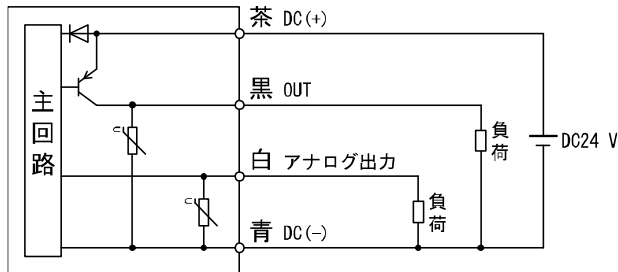 茶 DC(+)
主回路
黒 OUT
負荷
DC24 V
白 アナログ出力
負荷
青 DC(−)